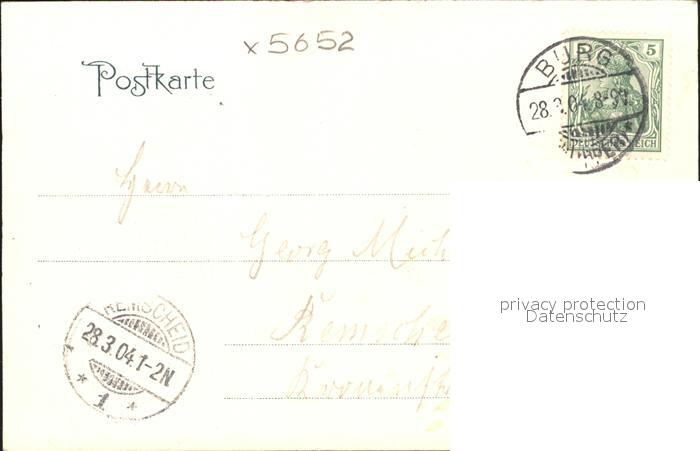 x 5652
Postkarte
5
BURG
28.3.04. 8-9V.
DEUTSCHES REICH
Herrn
Georg Mich
privacy protection
Datenschutz
REMSCHEID
28.3.04.1-2N
* 1 *
Remsche